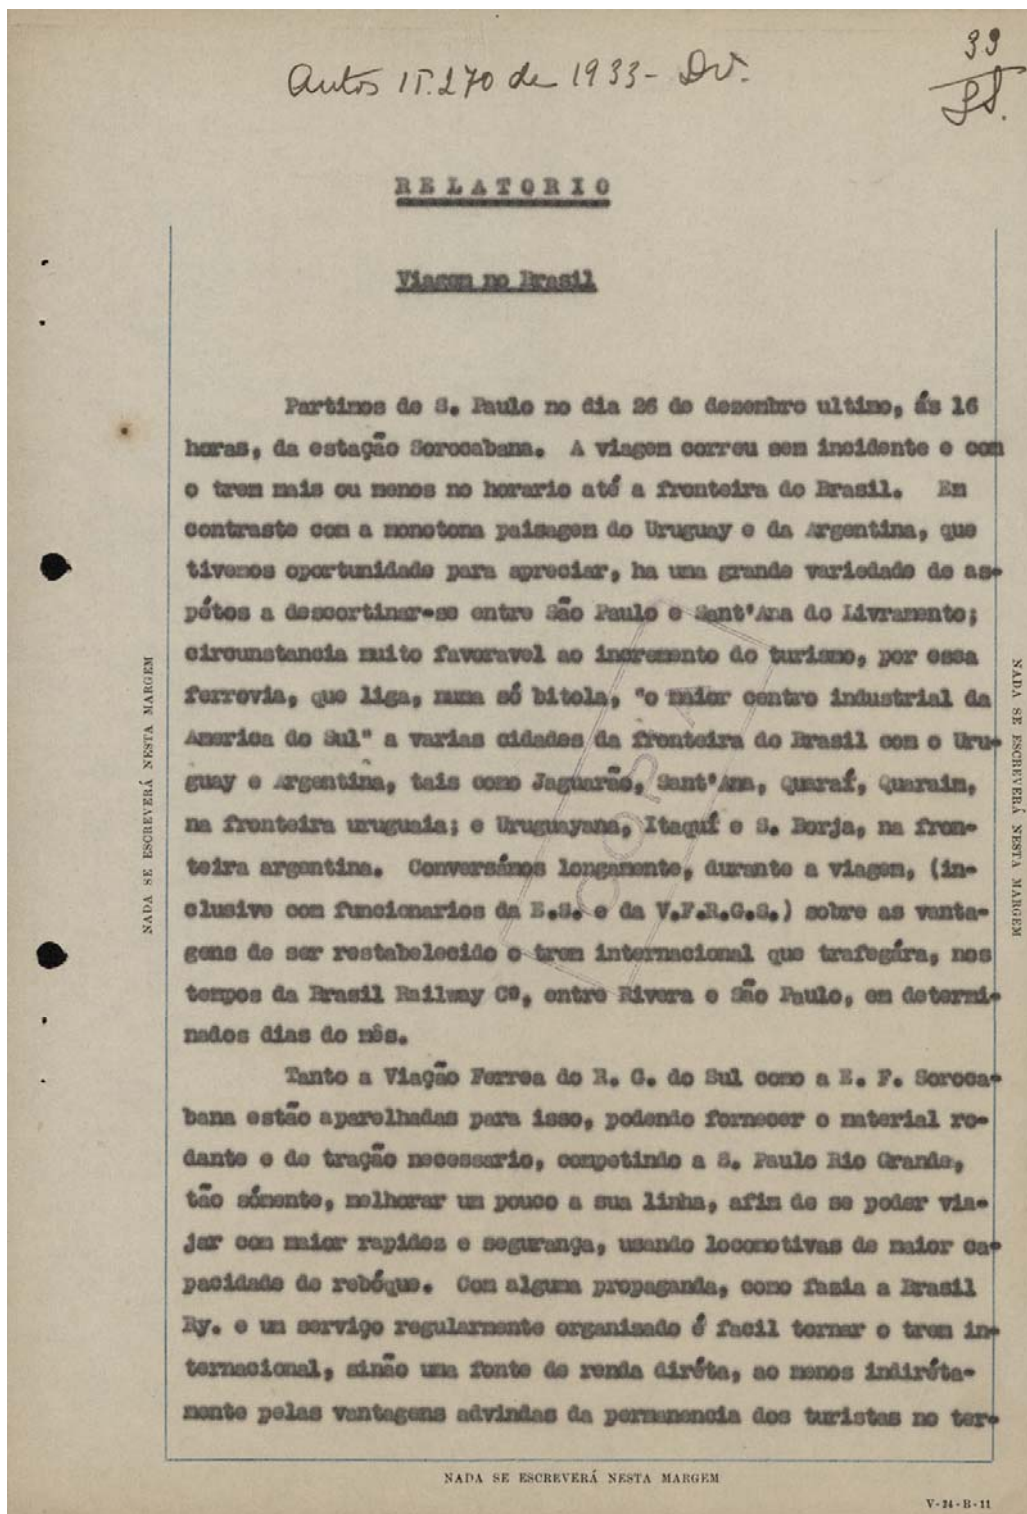 39
Autos 15.270 de 1933 - Dv.
RELATORIO
Viagem no Brasil
Partimos de S. Paulo no dia 26 de dezembro ultimo, ás 16
horas, da estação Sorocabana. A viagem correu sem incidente e com
o trem mais ou menos no horario até a fronteira do Brasil. Em
contraste com a monotona paisagem do Uruguay e da Argentina, que
tivemos oportunidade para apreciar, ha uma grande variedade de as-
pétos a descortinar-se entre São Paulo e Sant'Ana do Livramento;
circunstancia muito favoravel ao incremento do turismo, por essa
ferrovia, que liga, numa só bitola, "o maior centro industrial da
America do Sul" a varias cidades da fronteira do Brasil com o Uru-
guay e Argentina, tais como Jaguarão, Sant'Ana, Quaraí, Quaraim,
na fronteira uruguaia; e Uruguayana, Itaquí e S. Borja, na fron-
teira argentina. Conversámos longamente, durante a viagem, (in-
clusive com funcionarios da E.S. e da V.F.R.G.S.) sobre as vanta-
gens de ser restabelecido o trem internacional que trafegára, nos
tempos da Brasil Railway Cº, entre Rivera e São Paulo, em determi-
nados dias do mês.
Tanto a Viação Ferrea do R. G. do Sul como a E. F. Soroca-
bana estão aparelhadas para isso, podendo fornecer o material ro-
dante e de tração necessario, competindo a S. Paulo Rio Grande,
tão sómente, melhorar um pouco a sua linha, afim de se poder via-
jar com maior rapidez e segurança, usando locomotivas de maior ca-
pacidade de rebóque. Com alguma propaganda, como fazia a Brasil
Ry. e um serviço regularmente organizado é facil tornar o trem in-
ternacional, sinão uma fonte de renda diréta, ao menos indiréta-
mente pelas vantagens advindas da permanencia dos turistas no ter-
NADA SE ESCREVERÁ NESTA MARGEM
NADA SE ESCREVERÁ NESTA MARGEM
NADA SE ESCREVERÁ NESTA MARGEM
V-24-B-11